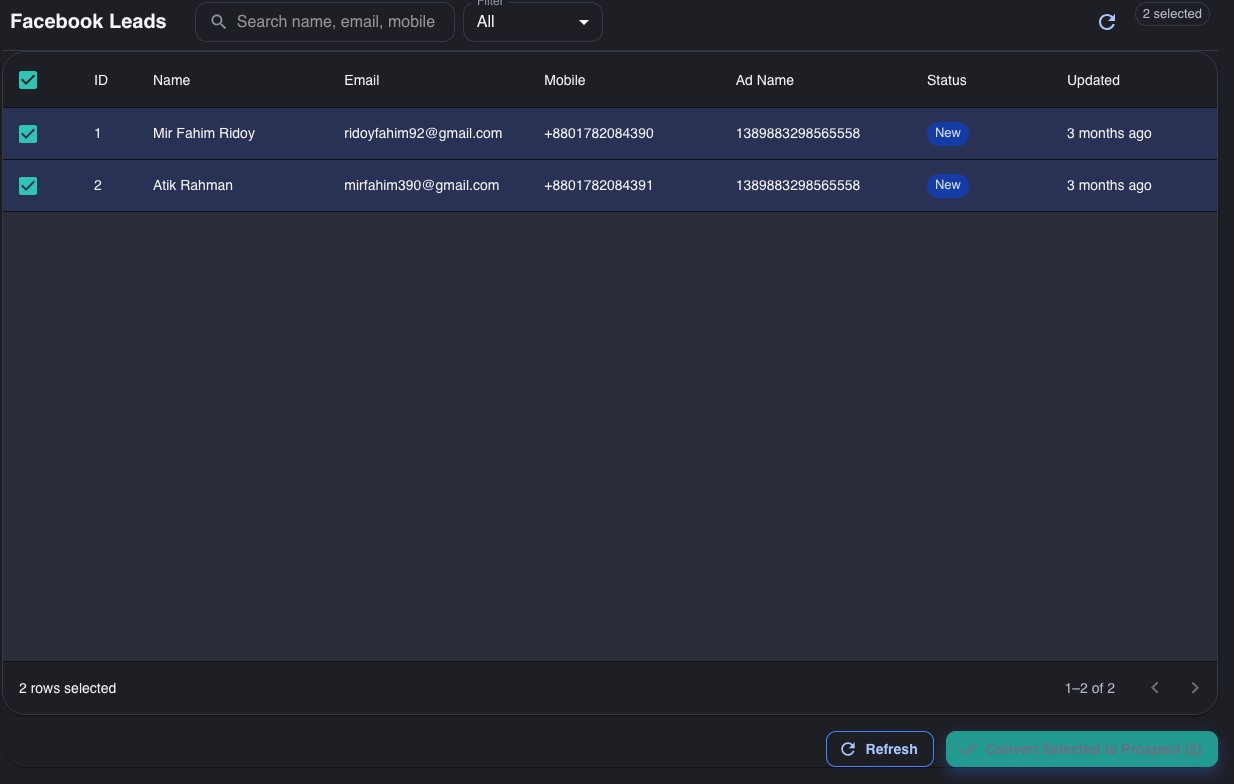 Facebook Leads
Search name, email, mobile
Filter
All
2 selected
ID Name Email Mobile Ad Name Status Updated
1 Mir Fahim Ridoy ridoyfahim92@gmail.com +8801782084390 1389883298565558 New 3 months ago
2 Atik Rahman mirfahim390@gmail.com +8801782084391 1389883298565558 New 3 months ago
2 rows selected
1–2 of 2
Refresh
Convert Selected to Prospect (2)